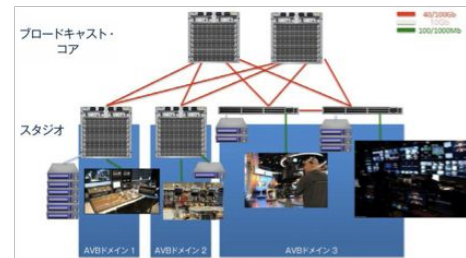 ブロードキャスト・
コア
40/100Gb
10Gb
100/1000Mb
スタジオ
AVBドメイン 1
AVBドメイン 2
AVBドメイン 3